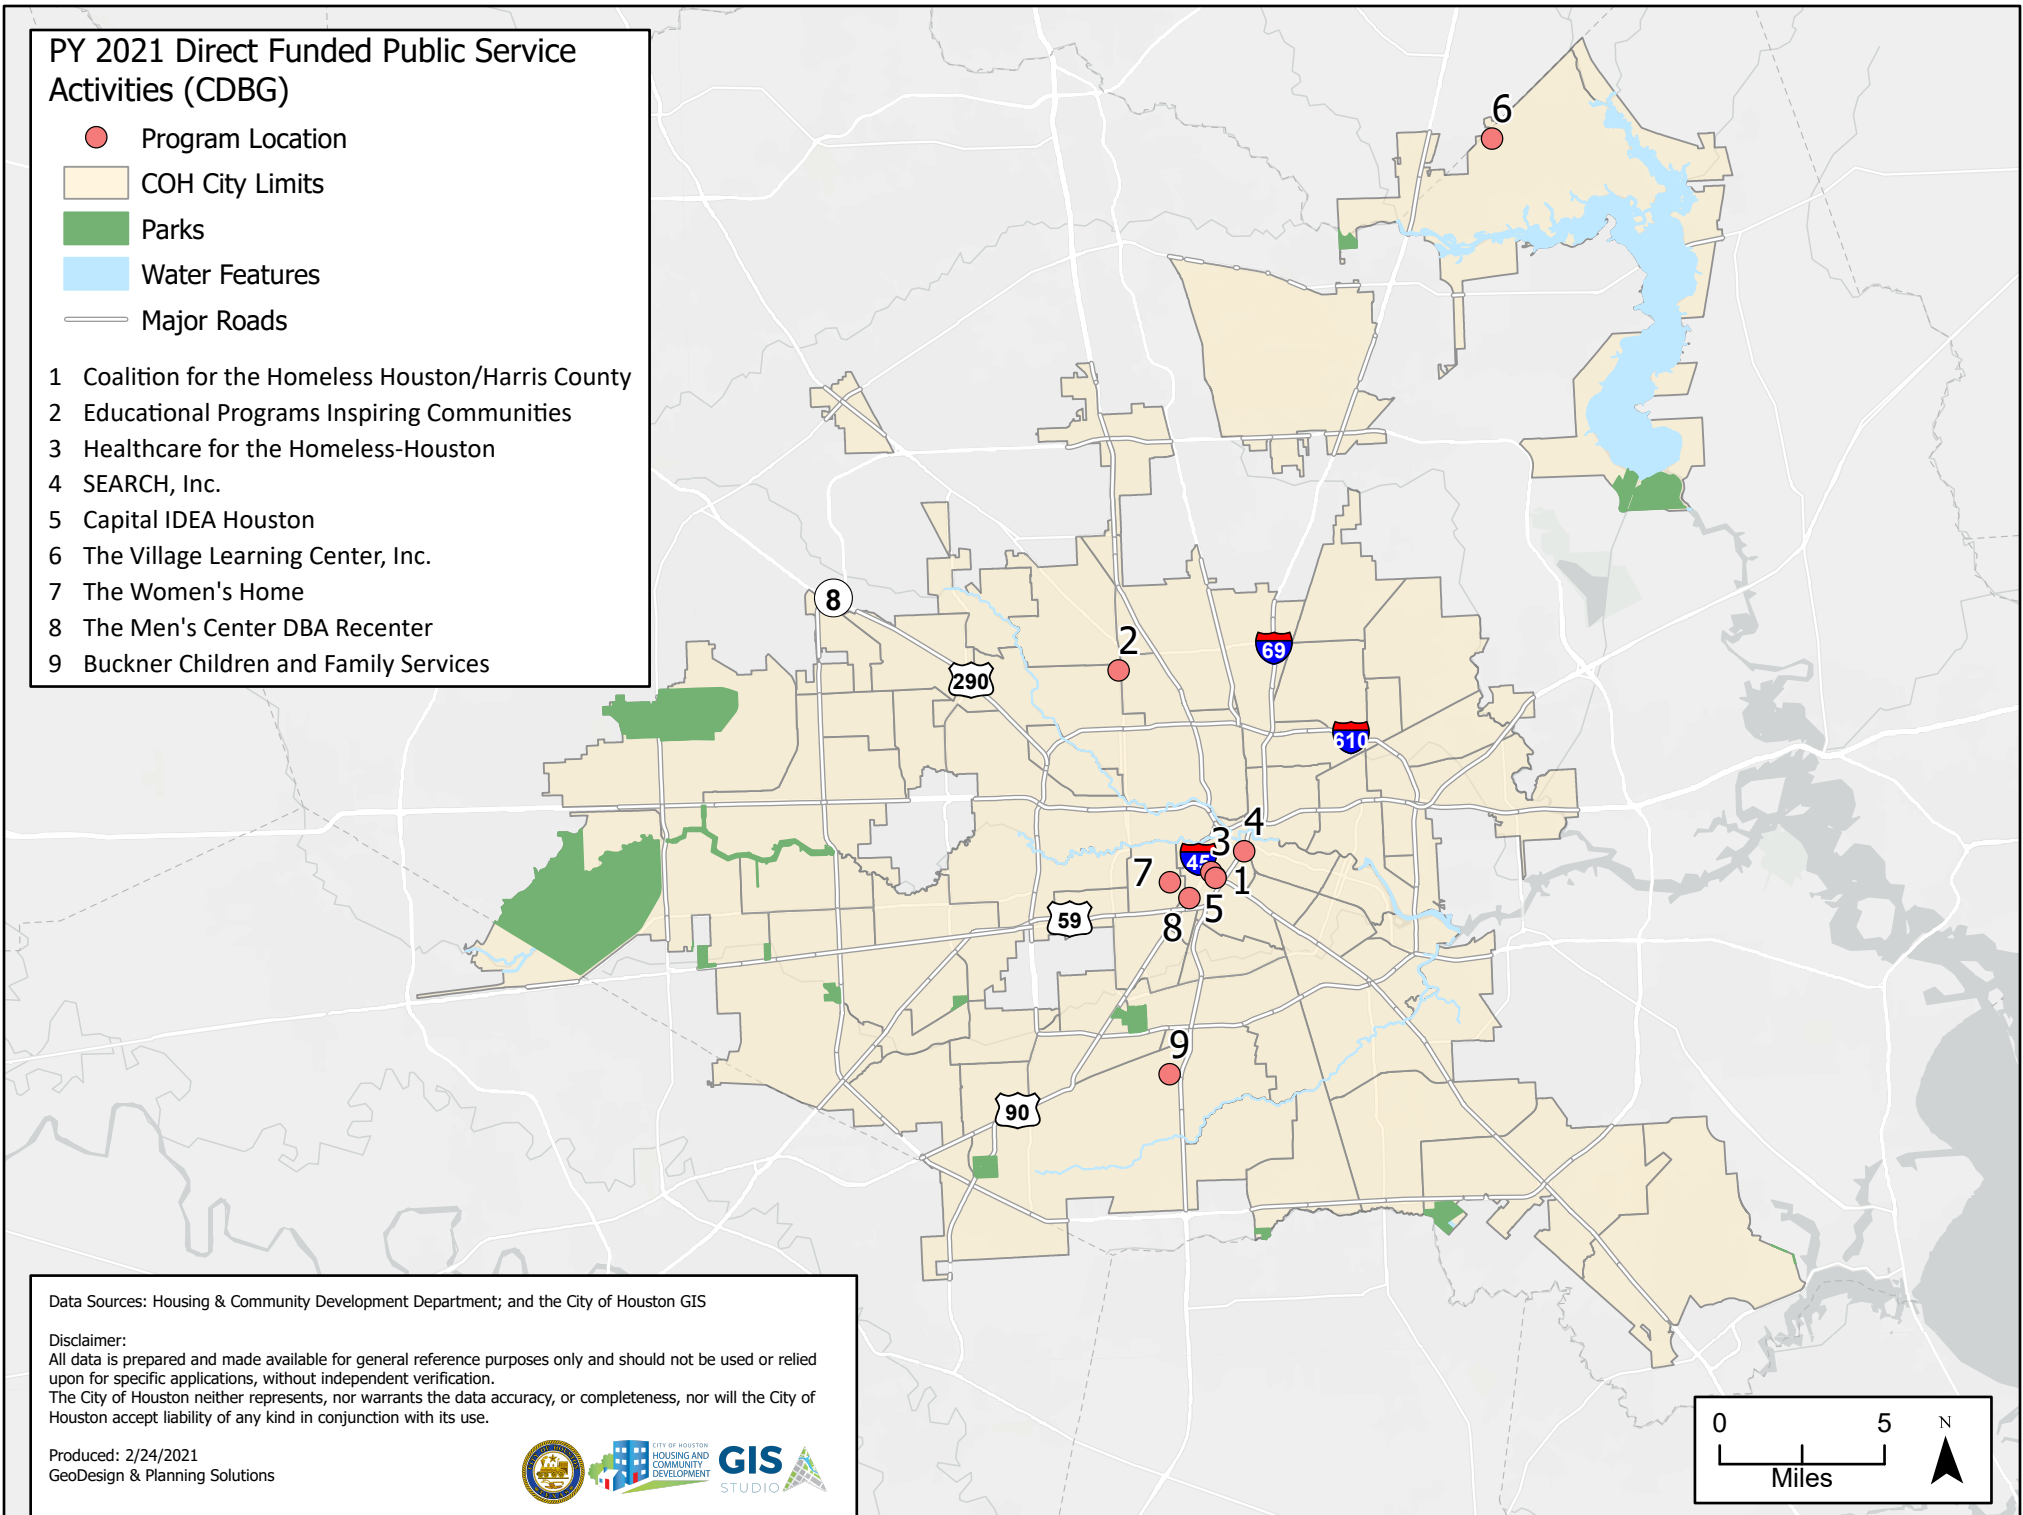 PY 2021 Direct Funded Public Service
Activities (CDBG)
Program Location
COH City Limits
Parks
Water Features
Major Roads
1 Coalition for the Homeless Houston/Harris County
2 Educational Programs Inspiring Communities
3 Healthcare for the Homeless-Houston
4 SEARCH, Inc.
5 Capital IDEA Houston
6 The Village Learning Center, Inc.
7 The Women's Home
8 The Men's Center DBA Recenter
9 Buckner Children and Family Services
6
8
2
69
290
610
4
3
45
7
1
5
59
8
9
90
Data Sources: Housing & Community Development Department; and the City of Houston GIS
Disclaimer:
All data is prepared and made available for general reference purposes only and should not be used or relied
upon for specific applications, without independent verification.
The City of Houston neither represents, nor warrants the data accuracy, or completeness, nor will the City of
Houston accept liability of any kind in conjunction with its use.
Produced: 2/24/2021
GeoDesign & Planning Solutions
CITY OF HOUSTON
HOUSING AND
COMMUNITY
DEVELOPMENT
GIS
STUDIO
0 5
Miles
N